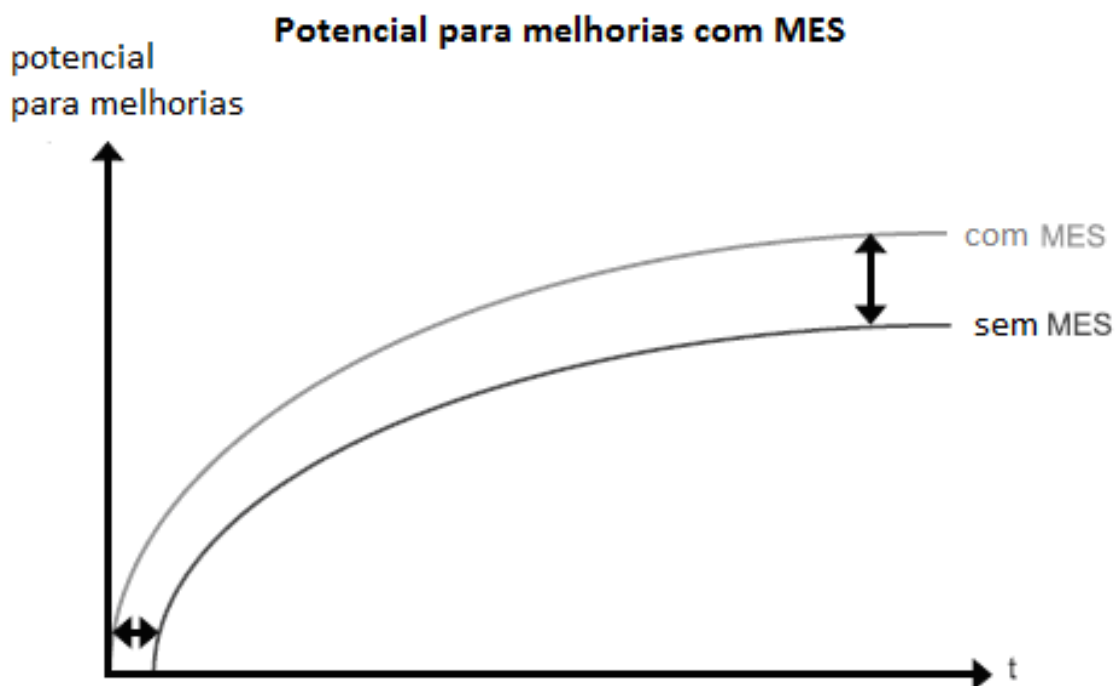 Potencial para melhorias com MES
potencial
para melhorias
com MES
sem MES
t